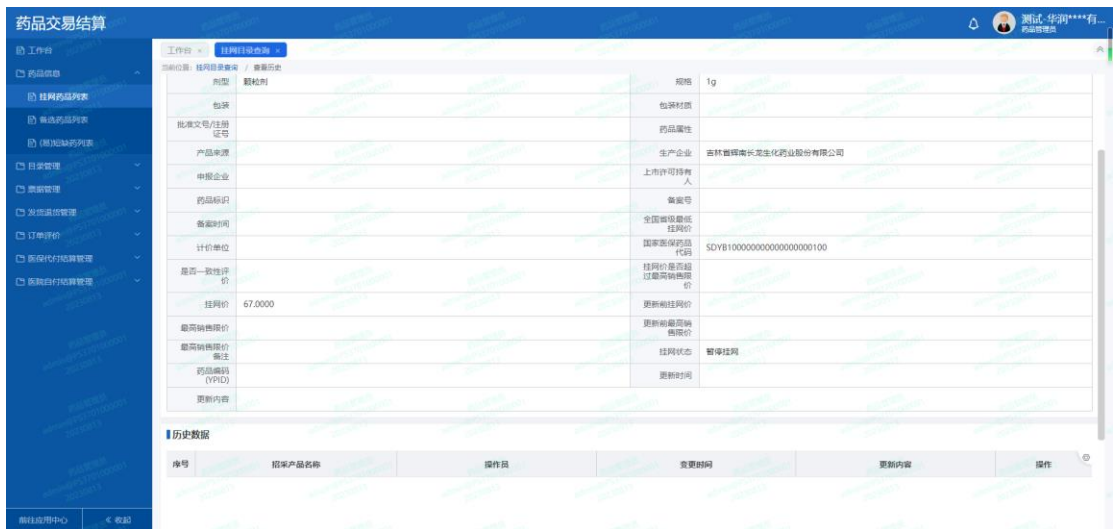 药品交易结算
测试-华润****有...
药品管理员
工作台
药品信息
挂网药品列表
备选药品列表
(易)短缺药列表
目录管理
票据管理
发货退货管理
订单评价
医保代付结算管理
医院自付结算管理
前往应用中心
收起
工作台 ×
挂网目录查询 ×
当前位置: 挂网目录查询 / 查看历史
剂型 颗粒剂 规格 1g
包装 包装材质
批准文号/注册
证号
药品属性
产品来源 生产企业 吉林省辉南长龙生化药业股份有限公司
申报企业 上市许可持有
人
药品标识 备案号
备案时间 全国省级最低
挂网价
计价单位 国家医保药品
代码
SDYB100000000000000000100
是否一致性评
价
挂网价是否超
过最高销售限
价
挂网价 67.0000 更新前挂网价
最高销售限价 更新前最高销
售限价
最高销售限价
备注
挂网状态 暂停挂网
药品编码
(YPID)
更新时间
更新内容
历史数据
序号 招采产品名称 操作员 变更时间 更新内容 操作